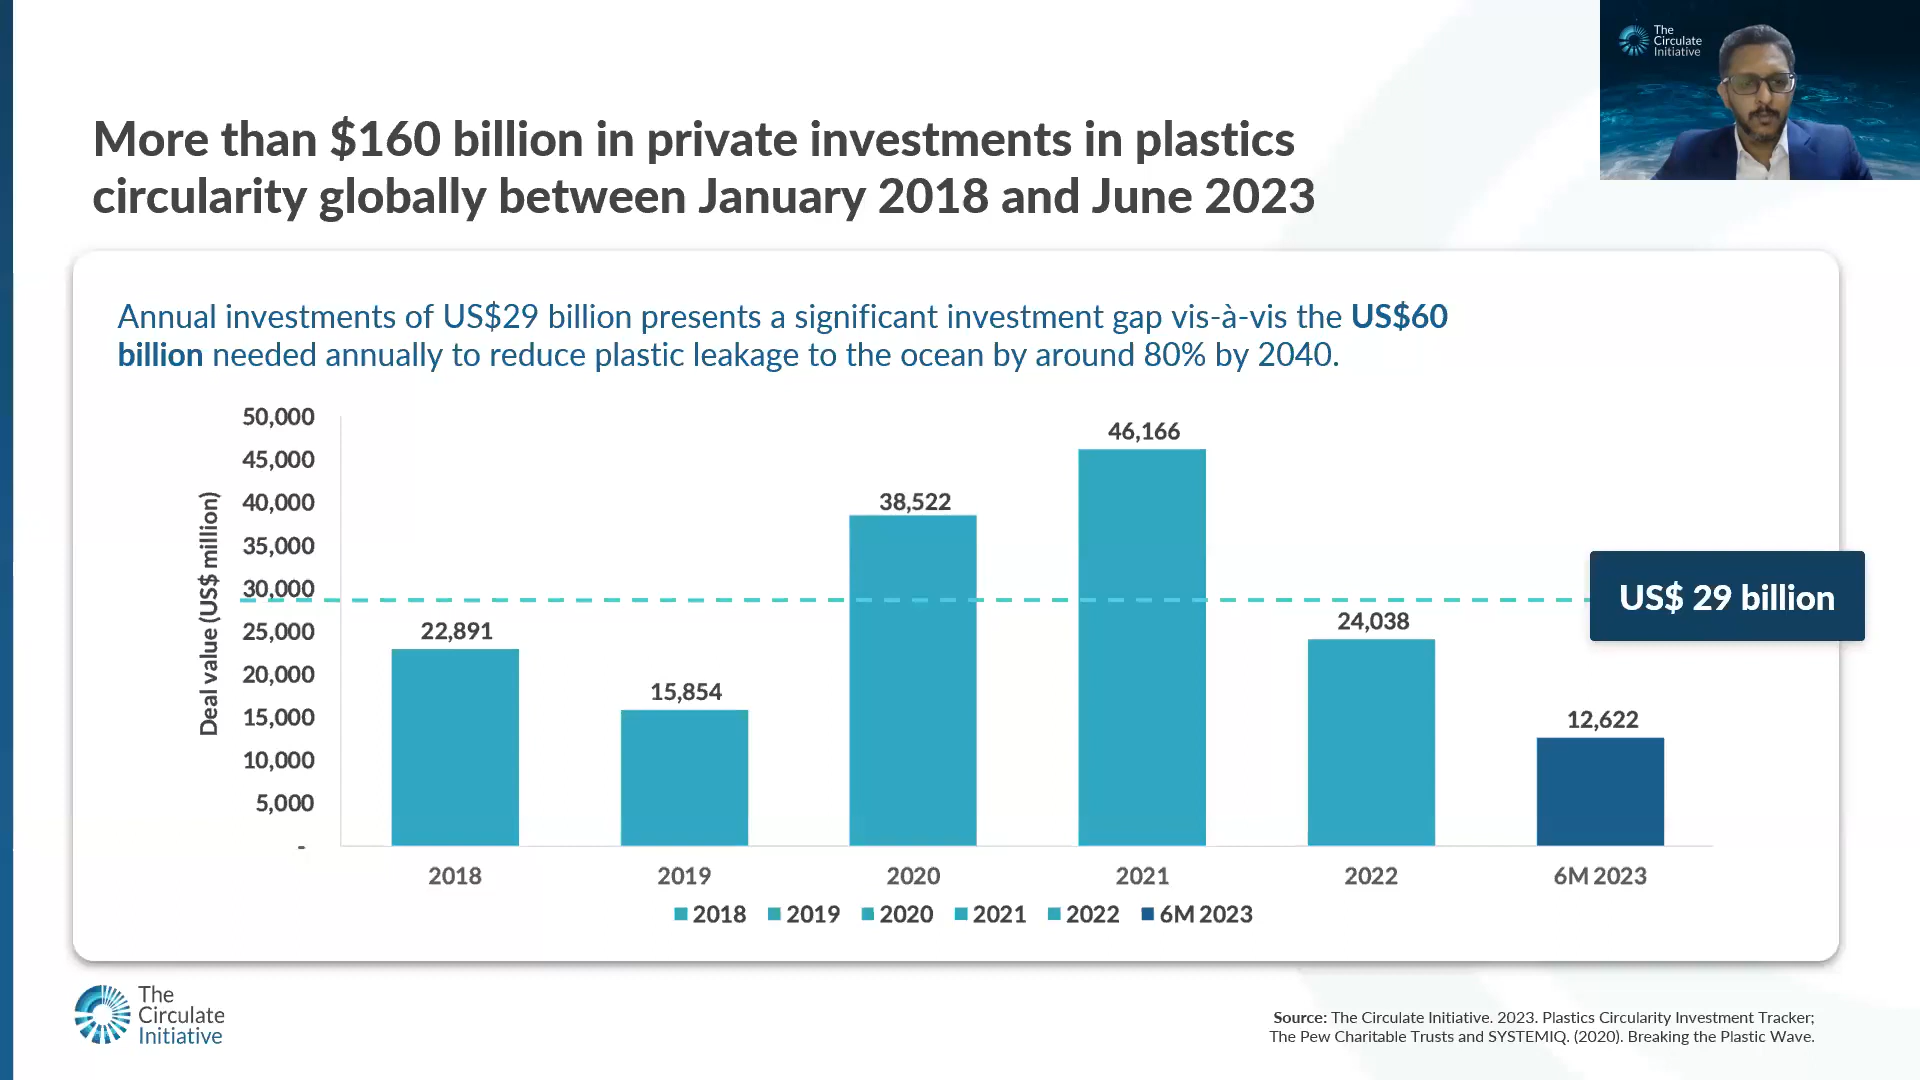 The
Circulate
Initiative
More than $160 billion in private investments in plastics
circularity globally between January 2018 and June 2023
Annual investments of US$29 billion presents a significant investment gap vis-à-vis the US$60
billion needed annually to reduce plastic leakage to the ocean by around 80% by 2040.
Deal value (US$ million)
50,000
45,000
40,000
35,000
30,000
25,000
20,000
15,000
10,000
5,000
-
22,891
15,854
38,522
46,166
24,038
12,622
US$ 29 billion
2018 2019 2020 2021 2022 6M 2023
2018 2019 2020 2021 2022 6M 2023
The
Circulate
Initiative
Source: The Circulate Initiative. 2023. Plastics Circularity Investment Tracker;
The Pew Charitable Trusts and SYSTEMIQ. (2020). Breaking the Plastic Wave.